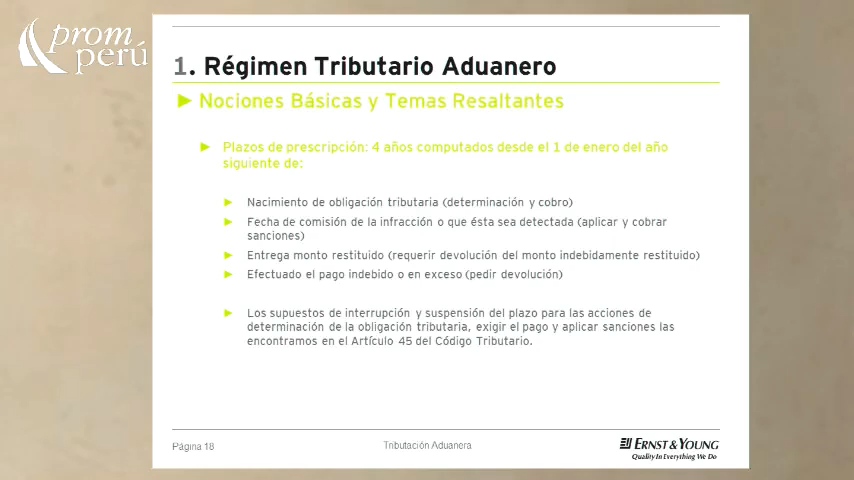 prom
perú
1. Régimen Tributario Aduanero
► Nociones Básicas y Temas Resaltantes
► Plazos de prescripción: 4 años computados desde el 1 de enero del año
siguiente de:
► Nacimiento de obligación tributaria (determinación y cobro)
► Fecha de comisión de la infracción o que ésta sea detectada (aplicar y cobrar
sanciones)
► Entrega monto restituido (requerir devolución del monto indebidamente restituido)
► Efectuado el pago indebido o en exceso (pedir devolución)
► Los supuestos de interrupción y suspensión del plazo para las acciones de
determinación de la obligación tributaria, exigir el pago y aplicar sanciones las
encontramos en el Artículo 45 del Código Tributario.
Página 18
Tributación Aduanera
ERNST & YOUNG
Quality In Everything We Do